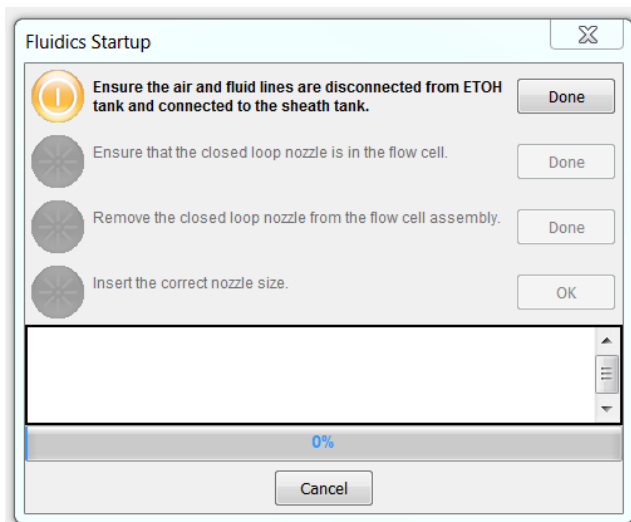 Fluidics Startup
Ensure the air and fluid lines are disconnected from ETOH
tank and connected to the sheath tank.
Done
Ensure that the closed loop nozzle is in the flow cell.
Done
Remove the closed loop nozzle from the flow cell assembly.
Done
Insert the correct nozzle size.
OK
0%
Cancel